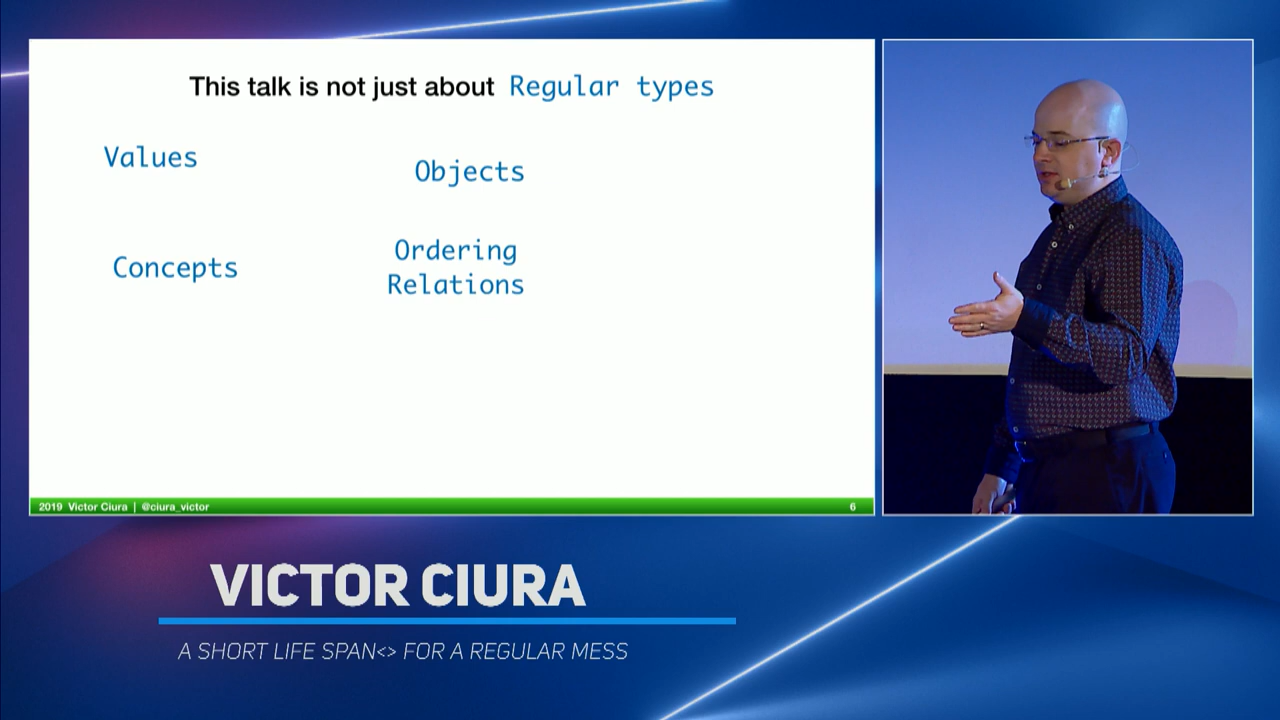 This talk is not just about Regular types
Values
Objects
Concepts
Ordering
Relations
2019 Victor Ciura | @ciura_victor
6
VICTOR CIURA
A SHORT LIFE SPAN<> FOR A REGULAR MESS